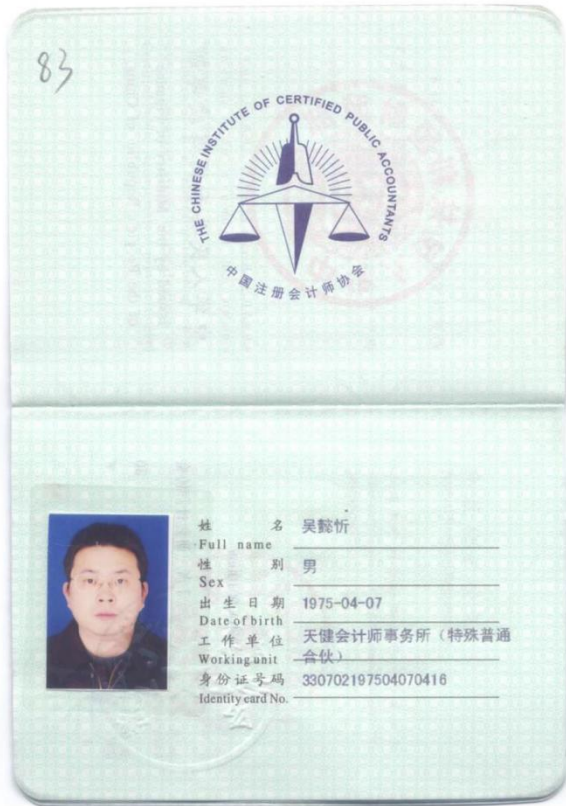 83
THE CHINESE INSTITUTE OF CERTIFIED PUBLIC ACCOUNTANTS
中国注册会计师协会
姓 名 吴懿忻
Full name
性 别 男
Sex
出生日期 1975-04-07
Date of birth
工作单位 天健会计师事务所（特殊普通
Working unit 合伙）
身份证号码 330702197504070416
Identity card No.